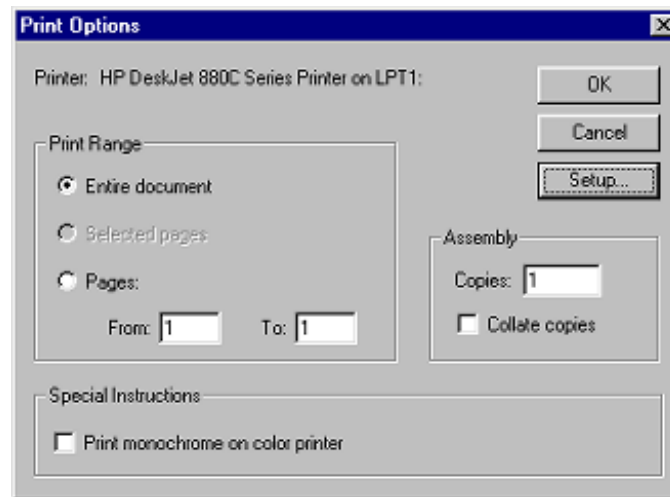 Print Options
Printer: HP DeskJet 880C Series Printer on LPT1:
OK
Cancel
Setup...
Print Range
Entire document
Selected pages
Pages:
From: 1 To: 1
Assembly
Copies: 1
Collate copies
Special Instructions
Print monochrome on color printer